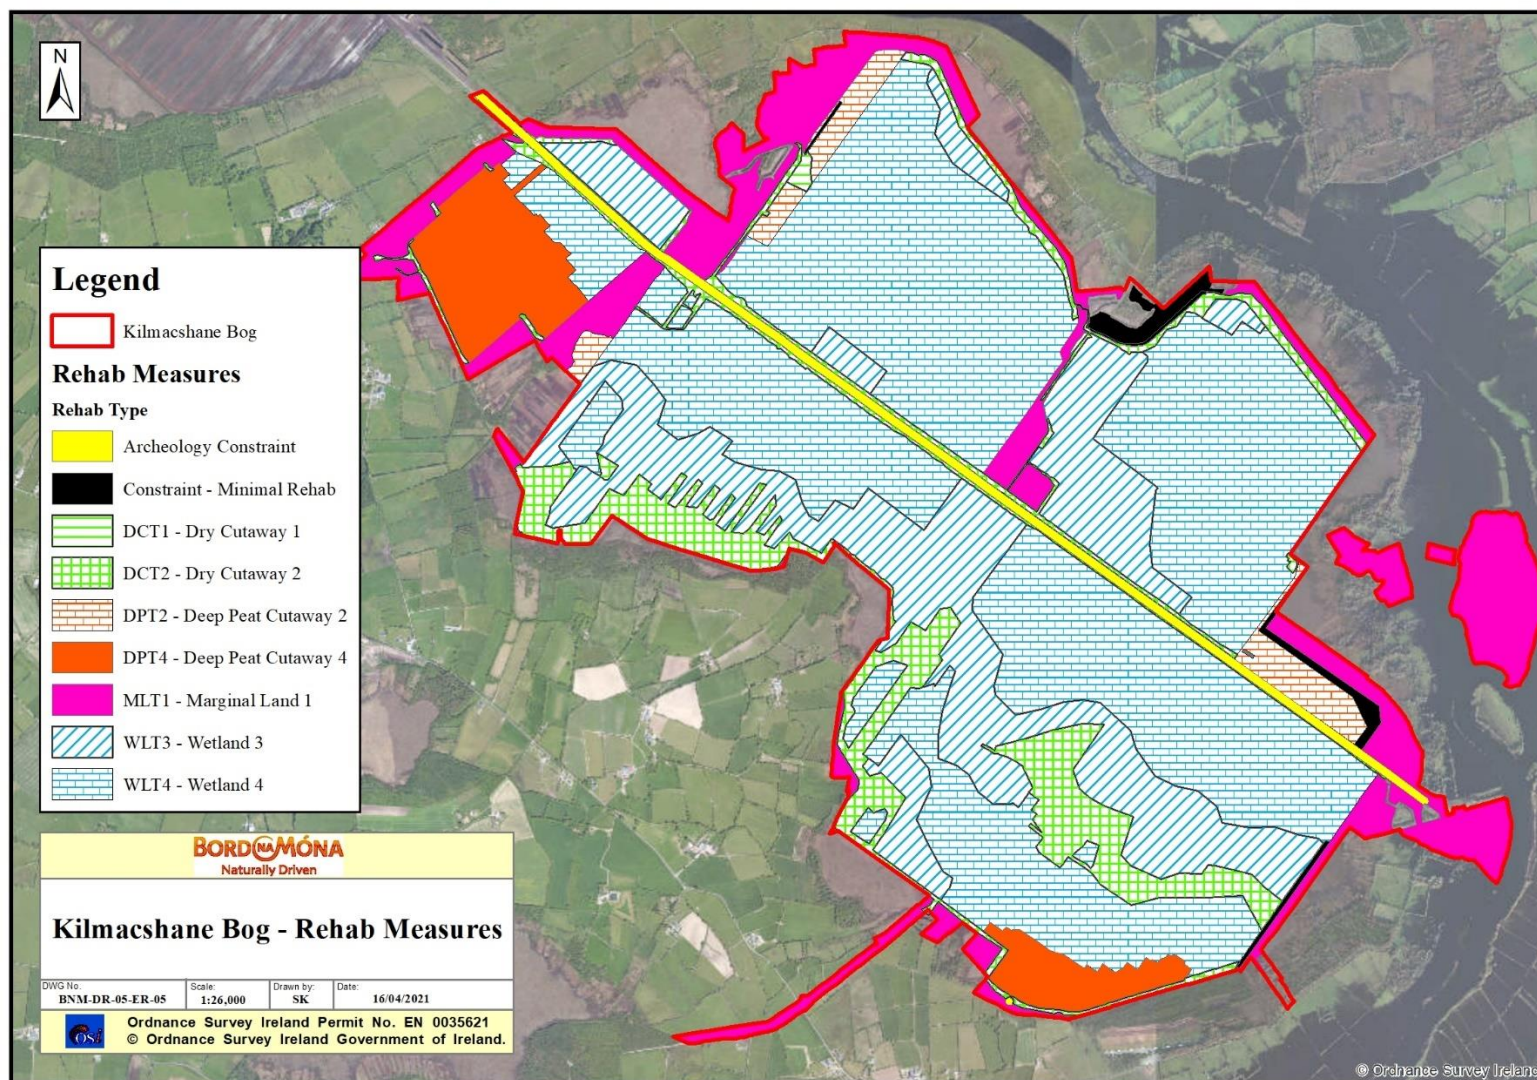 N
Legend
Kilmacshane Bog
Rehab Measures
Rehab Type
Archeology Constraint
Constraint - Minimal Rehab
DCT1 - Dry Cutaway 1
DCT2 - Dry Cutaway 2
DPT2 - Deep Peat Cutaway 2
DPT4 - Deep Peat Cutaway 4
MLT1 - Marginal Land 1
WLT3 - Wetland 3
WLT4 - Wetland 4
BORD NA MÓNA
Naturally Driven
Kilmacshane Bog - Rehab Measures
DWG No. Scale: Drawn by: Date:
BNM-DR-05-ER-05 1:26,000 SK 16/04/2021
OSi
Ordnance Survey Ireland Permit No. EN 0035621
© Ordnance Survey Ireland Government of Ireland.
© Ordnance Survey Ireland